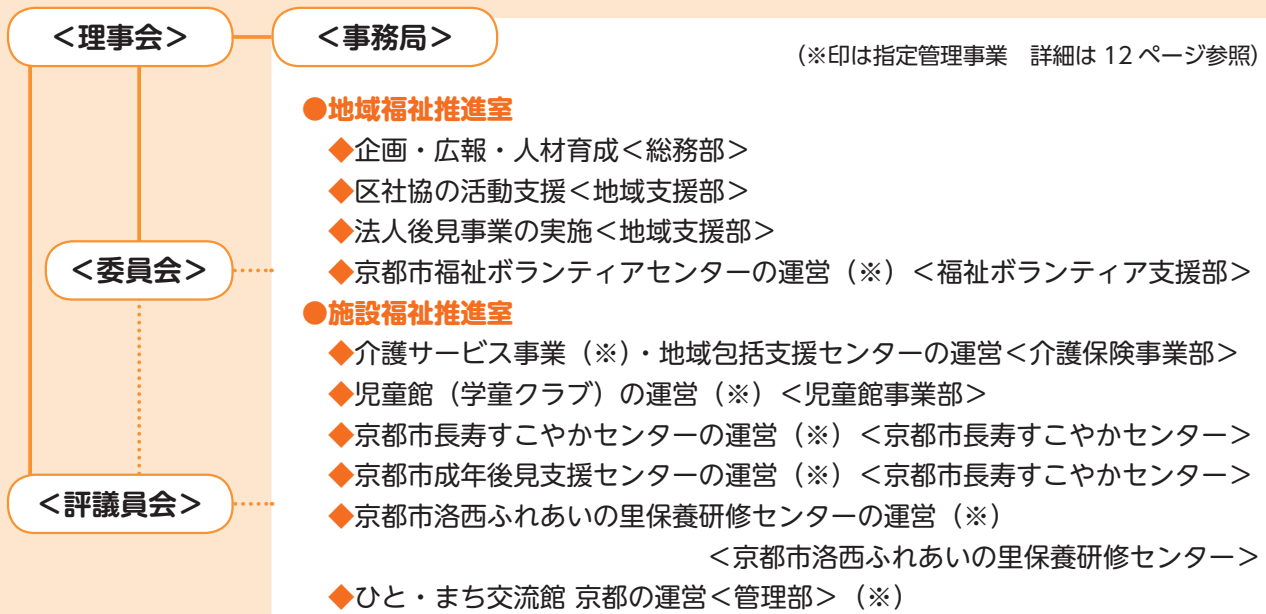 ＜理事会＞
＜事務局＞
（※印は指定管理事業　詳細は 12 ページ参照）
●地域福祉推進室
◆企画・広報・人材育成＜総務部＞
◆区社協の活動支援＜地域支援部＞
◆法人後見事業の実施＜地域支援部＞
＜委員会＞
◆京都市福祉ボランティアセンターの運営（※）＜福祉ボランティア支援部＞
●施設福祉推進室
◆介護サービス事業（※）・地域包括支援センターの運営＜介護保険事業部＞
◆児童館（学童クラブ）の運営（※）＜児童館事業部＞
◆京都市長寿すこやかセンターの運営（※）＜京都市長寿すこやかセンター＞
◆京都市成年後見支援センターの運営（※）＜京都市長寿すこやかセンター＞
＜評議員会＞
◆京都市洛西ふれあいの里保養研修センターの運営（※）
＜京都市洛西ふれあいの里保養研修センター＞
◆ひと・まち交流館 京都の運営＜管理部＞（※）